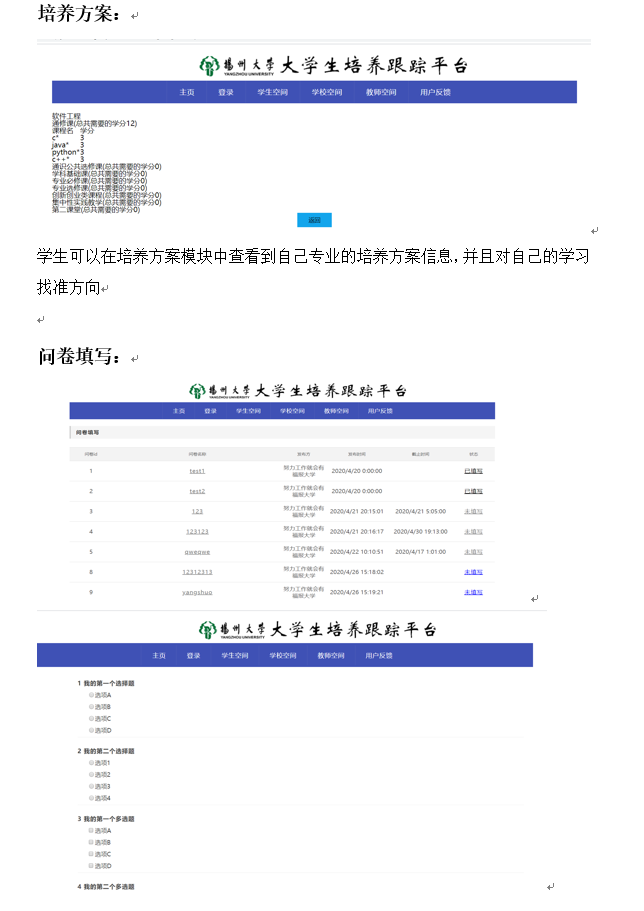 培养方案：
扬州大学 大学生培养跟踪平台
YANGZHOU UNIVERSITY
主页 登录 学生空间 学校空间 教师空间 用户反馈
软件工程
通修课(总共需要的学分12)
课程名 学分
c* 3
java* 3
python*3
c++* 3
通识公共选修课(总共需要的学分0)
学科基础课(总共需要的学分0)
专业必修课(总共需要的学分0)
专业选修课(总共需要的学分0)
创新创业类课程(总共需要的学分0)
集中性实践教学(总共需要的学分0)
第二课堂(总共需要的学分0)
返回
学生可以在培养方案模块中查看到自己专业的培养方案信息，并且对自己的学习
找准方向
问卷填写：
扬州大学 大学生培养跟踪平台
YANGZHOU UNIVERSITY
主页 登录 学生空间 学校空间 教师空间 用户反馈
问卷填写
问卷id 问卷名称 发布方 发布时间 截止时间 状态
1 test1 努力工作就会有福报大学 2020/4/20 0:00:00 已填写
2 test2 努力工作就会有福报大学 2020/4/20 0:00:00 已填写
3 123 努力工作就会有福报大学 2020/4/21 20:15:01 2020/4/21 5:05:00 未填写
4 123123 努力工作就会有福报大学 2020/4/21 20:16:17 2020/4/30 19:13:00 未填写
5 qweqwe 努力工作就会有福报大学 2020/4/22 10:10:51 2020/4/17 1:01:00 未填写
8 12312313 努力工作就会有福报大学 2020/4/26 15:18:02 未填写
9 yangshuo 努力工作就会有福报大学 2020/4/26 15:19:21 未填写
扬州大学 大学生培养跟踪平台
YANGZHOU UNIVERSITY
主页 登录 学生空间 学校空间 教师空间 用户反馈
1 我的第一个选择题
选项A
选项B
选项C
选项D
2 我的第二个选择题
选项1
选项2
选项3
选项4
3 我的第一个多选题
选项A
选项B
选项C
选项D
4 我的第二个多选题